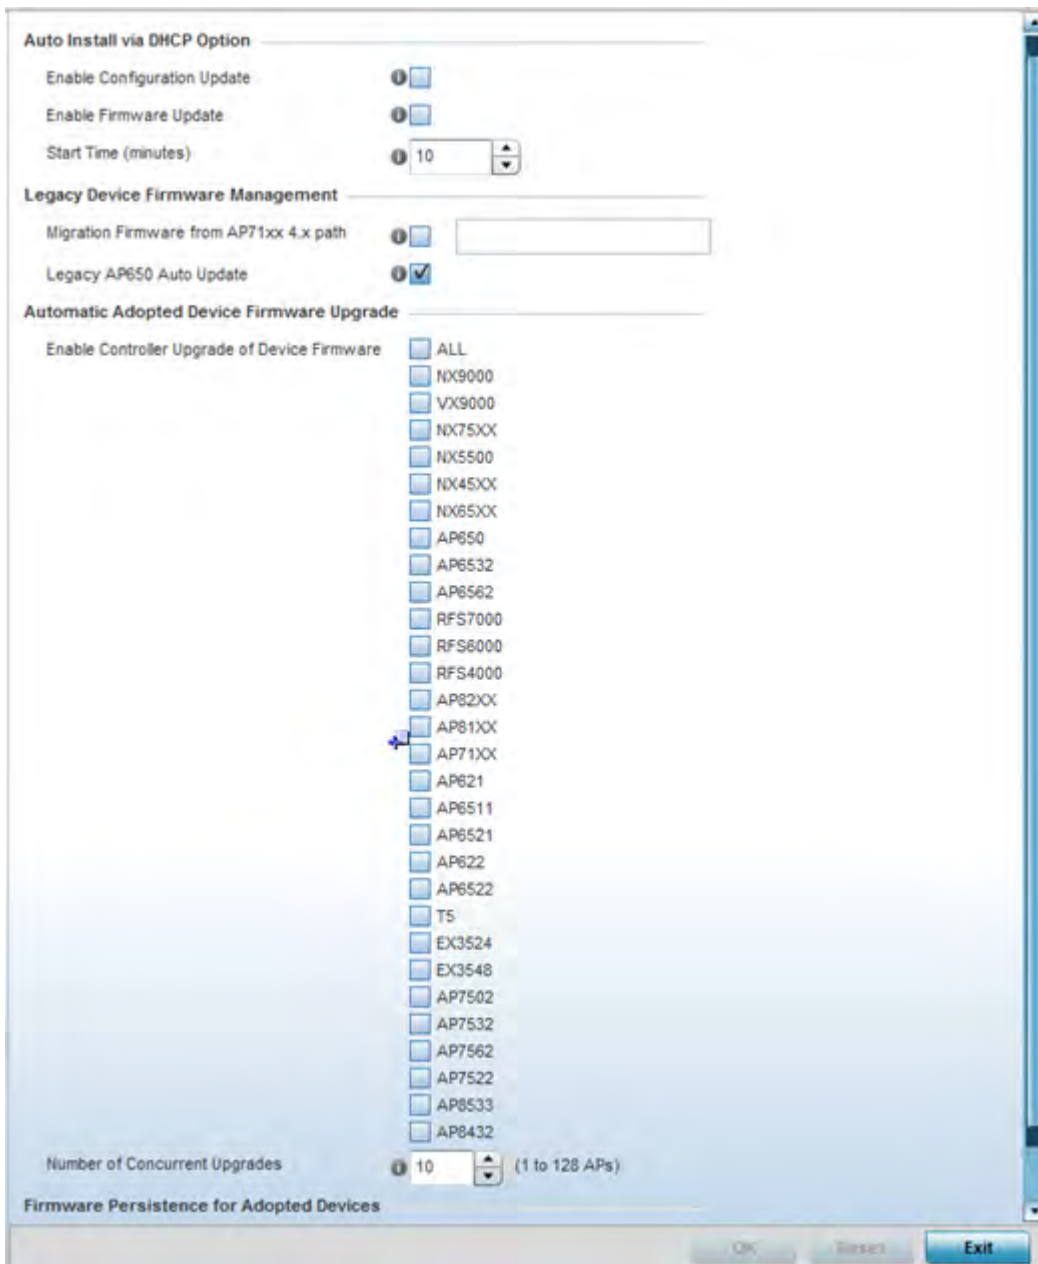 Auto Install via DHCP Option
Enable Configuration Update
Enable Firmware Update
Start Time (minutes) 10
Legacy Device Firmware Management
Migration Firmware from AP71xx 4.x path
Legacy AP650 Auto Update
Automatic Adopted Device Firmware Upgrade
Enable Controller Upgrade of Device Firmware ALL
NX9000
VX9000
NX75XX
NX5500
NX45XX
NX65XX
AP650
AP6532
AP6562
RFS7000
RFS6000
RFS4000
AP82XX
AP81XX
AP71XX
AP621
AP6511
AP6521
AP622
AP6522
T5
EX3524
EX3548
AP7502
AP7532
AP7562
AP7522
AP8533
AP8432
Number of Concurrent Upgrades 10 (1 to 128 APs)
Firmware Persistence for Adopted Devices
OK Reset Exit